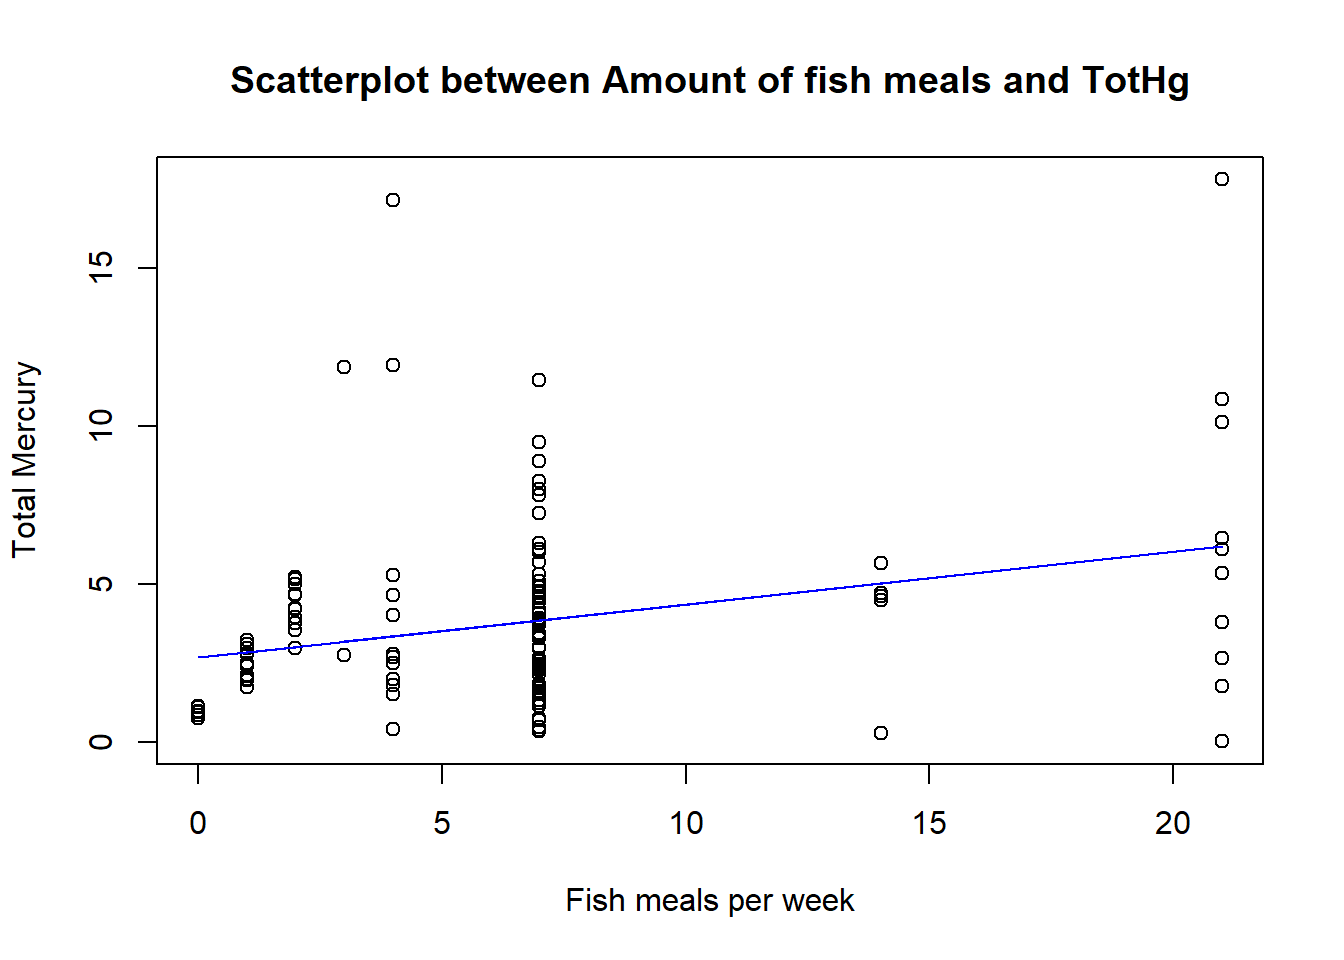 Scatterplot between Amount of fish meals and TotHg
15
10
5
0
Total Mercury
0 5 10 15 20
Fish meals per week